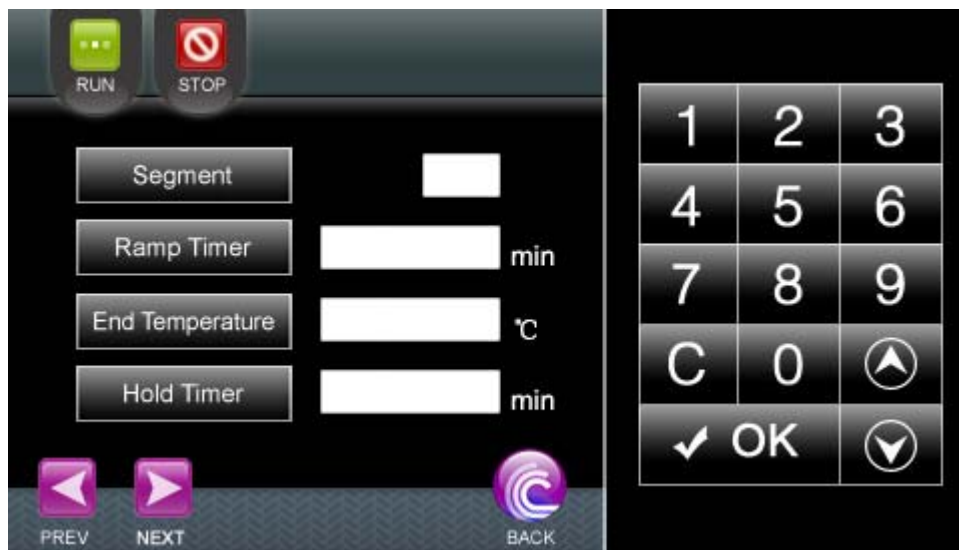 RUN STOP
Segment
Ramp Timer min
End Temperature ℃
Hold Timer min
PREV NEXT BACK
1 2 3
4 5 6
7 8 9
C 0
OK